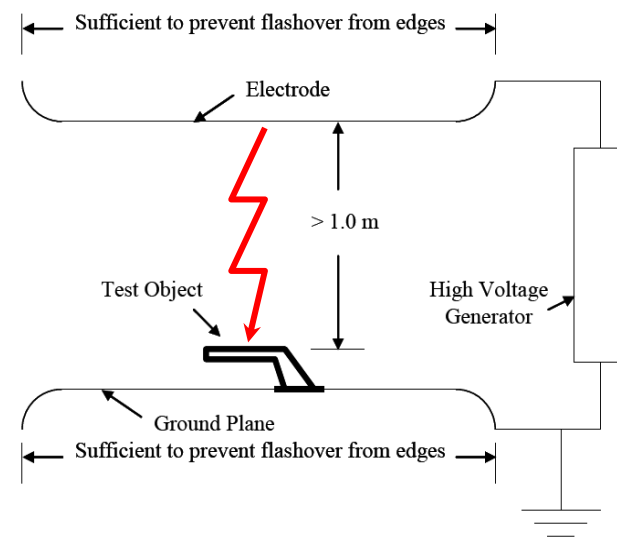 Sufficient to prevent flashover from edges
Electrode
> 1.0 m
Test Object
High Voltage
Generator
Ground Plane
Sufficient to prevent flashover from edges